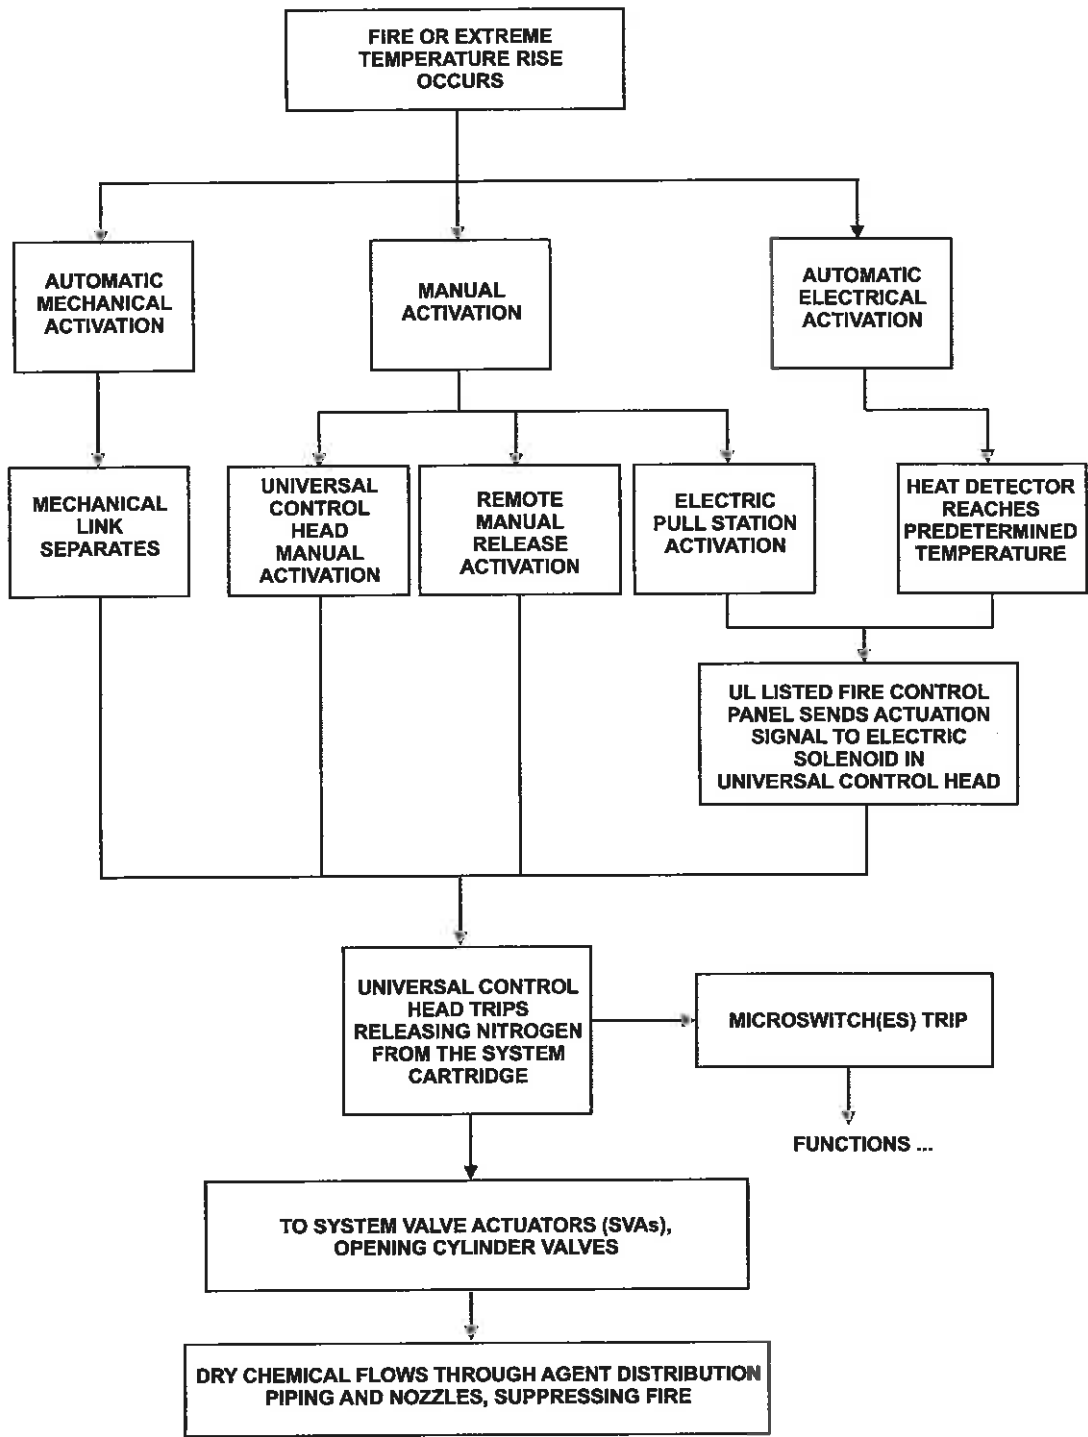 FIRE OR EXTREME
TEMPERATURE RISE
OCCURS
AUTOMATIC
MECHANICAL
ACTIVATION
MANUAL
ACTIVATION
AUTOMATIC
ELECTRICAL
ACTIVATION
MECHANICAL
LINK
SEPARATES
UNIVERSAL
CONTROL
HEAD
MANUAL
ACTIVATION
REMOTE
MANUAL
RELEASE
ACTIVATION
ELECTRIC
PULL STATION
ACTIVATION
HEAT DETECTOR
REACHES
PREDETERMINED
TEMPERATURE
UL LISTED FIRE CONTROL
PANEL SENDS ACTUATION
SIGNAL TO ELECTRIC
SOLENOID IN
UNIVERSAL CONTROL HEAD
UNIVERSAL CONTROL
HEAD TRIPS
RELEASING NITROGEN
FROM THE SYSTEM
CARTRIDGE
MICROSWITCH(ES) TRIP
FUNCTIONS ...
TO SYSTEM VALVE ACTUATORS (SVAs),
OPENING CYLINDER VALVES
DRY CHEMICAL FLOWS THROUGH AGENT DISTRIBUTION
PIPING AND NOZZLES, SUPPRESSING FIRE